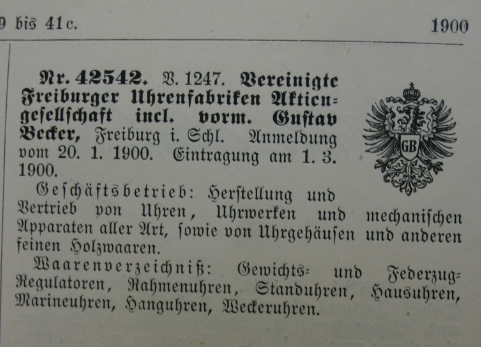 9 bis 41c. 1900
Nr. 42542. V. 1247. Vereinigte
Freiburger Uhrenfabriken Aktien-
gesellschaft incl. vorm. Gustav
Becker, Freiburg i. Schl. Anmeldung
vom 20. 1. 1900. Eintragung am 1. 3.
1900.
GB
Geschäftsbetrieb: Herstellung und
Vertrieb von Uhren, Uhrwerken und mechanischen
Apparaten aller Art, sowie von Uhrgehäusen und anderen
feinen Holzwaaren.
Waarenverzeichniß: Gewichts- und Federzug-
Regulatoren, Rahmenuhren, Standuhren, Hausuhren,
Marineuhren, Hanguhren, Weckeruhren.